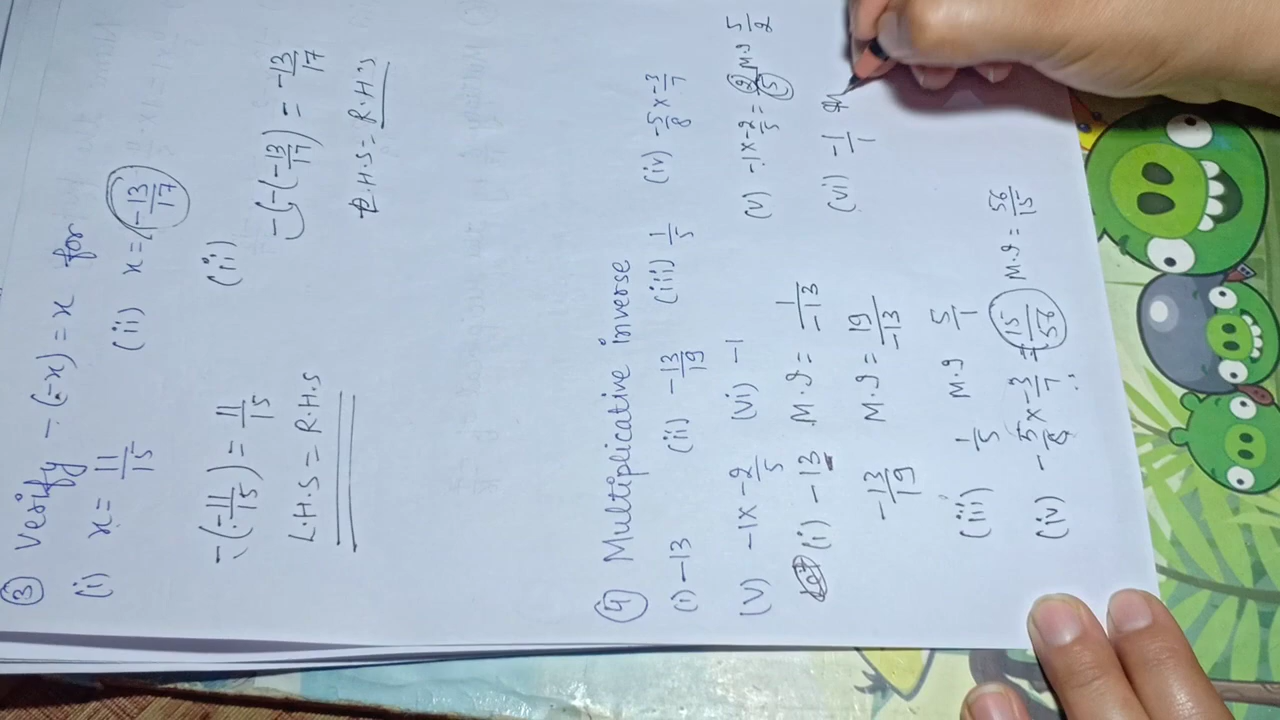 ③ Verify - (-x) = x for
(i) x = 11/15 (ii) x = -13/17
-(-11/15) = 11/15 (ii) -(-13/17) = -13/17
L.H.S = R.H.S R.H.S = R.H.S
④ Multiplicative inverse
(i) -13 (ii) -13/19 (iii) 1/5 (iv) -5/8 x -3/7
(V) -1 x -2/5 (Vi) -1
(i) -13 M.I = 1/-13
-13/19 M.I = 19/-13
(iii) 1/5 M.I 5/1
(iv) -5/8 x -3/7 = 15/56 M.I = 56/15
(V) -1 x -2/5 = 2/5 M.I 5/2
(Vi) -1/1